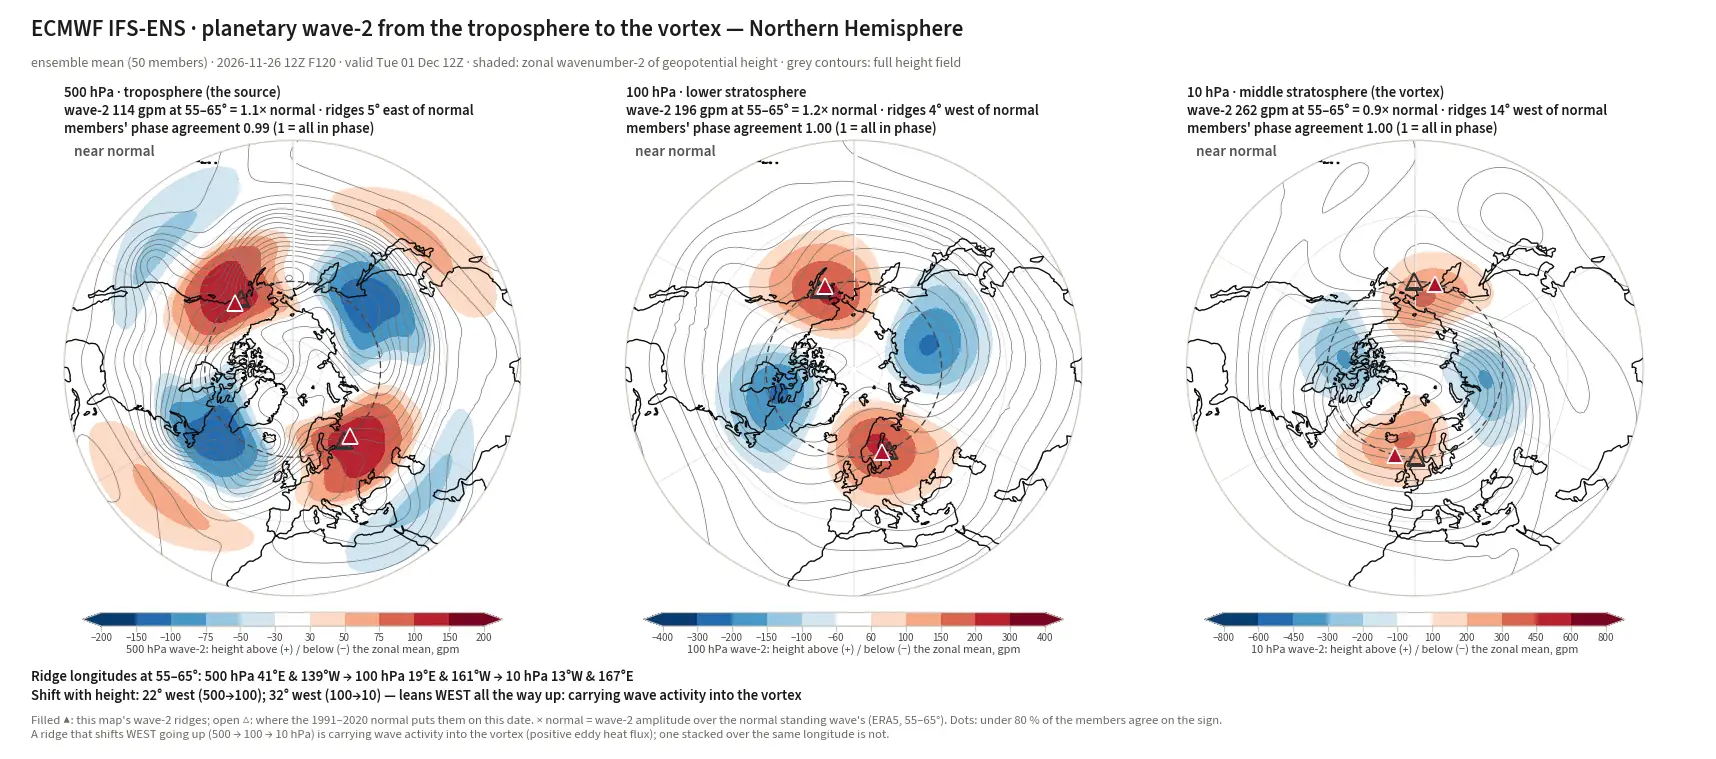 ECMWF IFS-ENS · planetary wave-2 from the troposphere to the vortex — Northern Hemisphere
ensemble mean (50 members) · 2026-11-26 12Z F120 · valid Tue 01 Dec 12Z · shaded: zonal wavenumber-2 of geopotential height · grey contours: full height field
500 hPa · troposphere (the source)
wave-2 114 gpm at 55–65° = 1.1× normal · ridges 5° east of normal
members' phase agreement 0.99 (1 = all in phase)
near normal
100 hPa · lower stratosphere
wave-2 196 gpm at 55–65° = 1.2× normal · ridges 4° west of normal
members' phase agreement 1.00 (1 = all in phase)
near normal
10 hPa · middle stratosphere (the vortex)
wave-2 262 gpm at 55–65° = 0.9× normal · ridges 14° west of normal
members' phase agreement 1.00 (1 = all in phase)
near normal
−200 −150 −100 −75 −50 −30 30 50 75 100 150 200
500 hPa wave-2: height above (+) / below (−) the zonal mean, gpm
−400 −300 −200 −150 −100 −60 60 100 150 200 300 400
100 hPa wave-2: height above (+) / below (−) the zonal mean, gpm
−800 −600 −450 −300 −200 −100 100 200 300 450 600 800
10 hPa wave-2: height above (+) / below (−) the zonal mean, gpm
Ridge longitudes at 55–65°: 500 hPa 41°E & 139°W → 100 hPa 19°E & 161°W → 10 hPa 13°W & 167°E
Shift with height: 22° west (500→100); 32° west (100→10) — leans WEST all the way up: carrying wave activity into the vortex
Filled ▲: this map's wave-2 ridges; open △: where the 1991–2020 normal puts them on this date. × normal = wave-2 amplitude over the normal standing wave's (ERA5, 55–65°). Dots: under 80 % of the members agree on the sign.
A ridge that shifts WEST going up (500 → 100 → 10 hPa) is carrying wave activity into the vortex (positive eddy heat flux); one stacked over the same longitude is not.